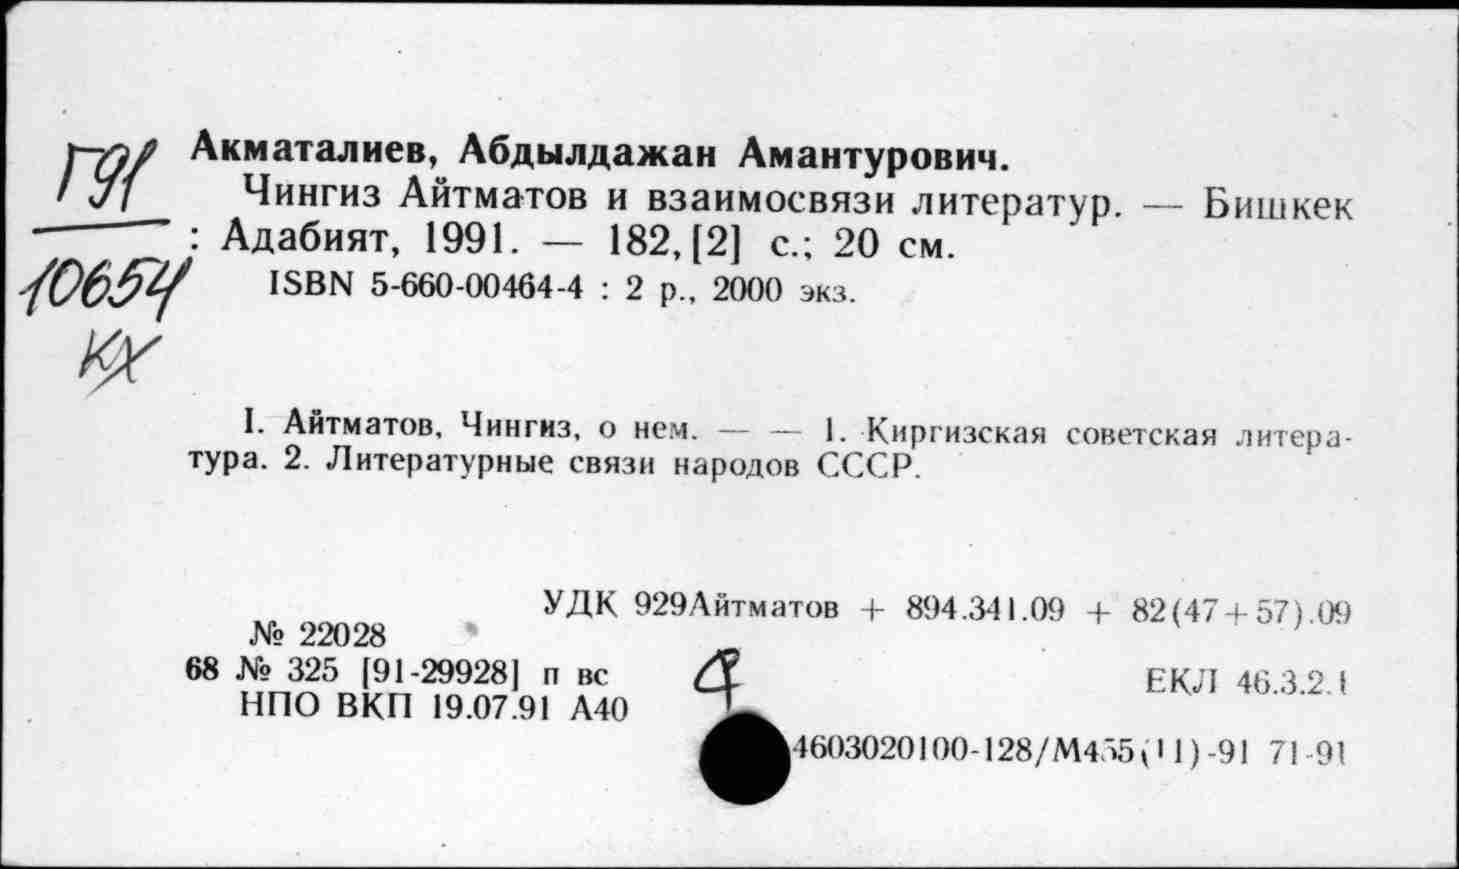 Г91
10654
КХ
Акматалиев, Абдылдажан Амантурович.
Чингиз Айтматов и взаимосвязи литератур. — Бишкек
: Адабият, 1991. — 182,[2] с.; 20 см.
ISBN 5-660-00464-4 : 2 р., 2000 экз.
I. Айтматов, Чингиз, о нем. — — 1. Киргизская советская литера-
тура. 2. Литературные связи народов СССР.
УДК 929Айтматов + 894.341.09 + 82(47+57).09
№ 22028
68 № 325 [91-29928] п вс
ЕКЛ 46.3.2.1
НПО ВКП 19.07.91 А40
4603020100-128/М455(11)-91 71-91